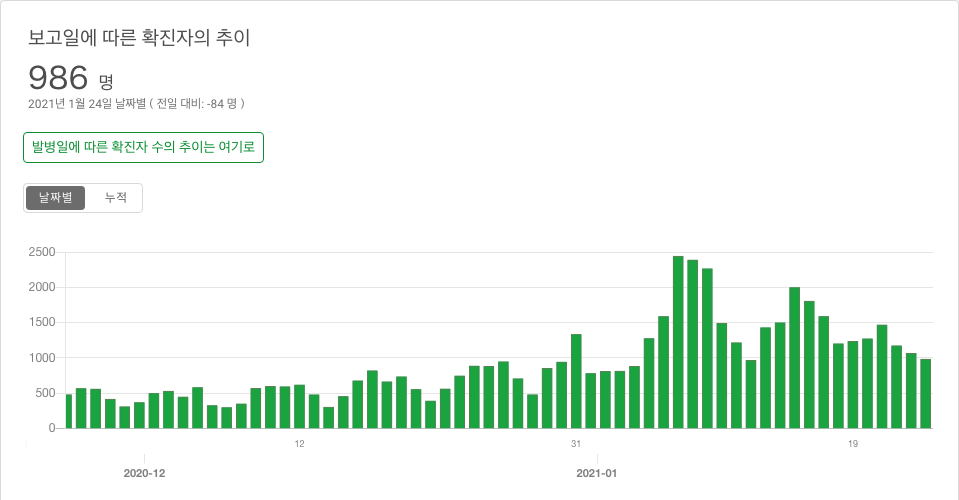 보고일에 따른 확진자의 추이
986 명
2021년 1월 24일 날짜별 ( 전일 대비: -84 명 )
발병일에 따른 확진자 수의 추이는 여기로
날짜별 누적
2500
2000
1500
1000
500
0
12 31 19
2020-12 2021-01